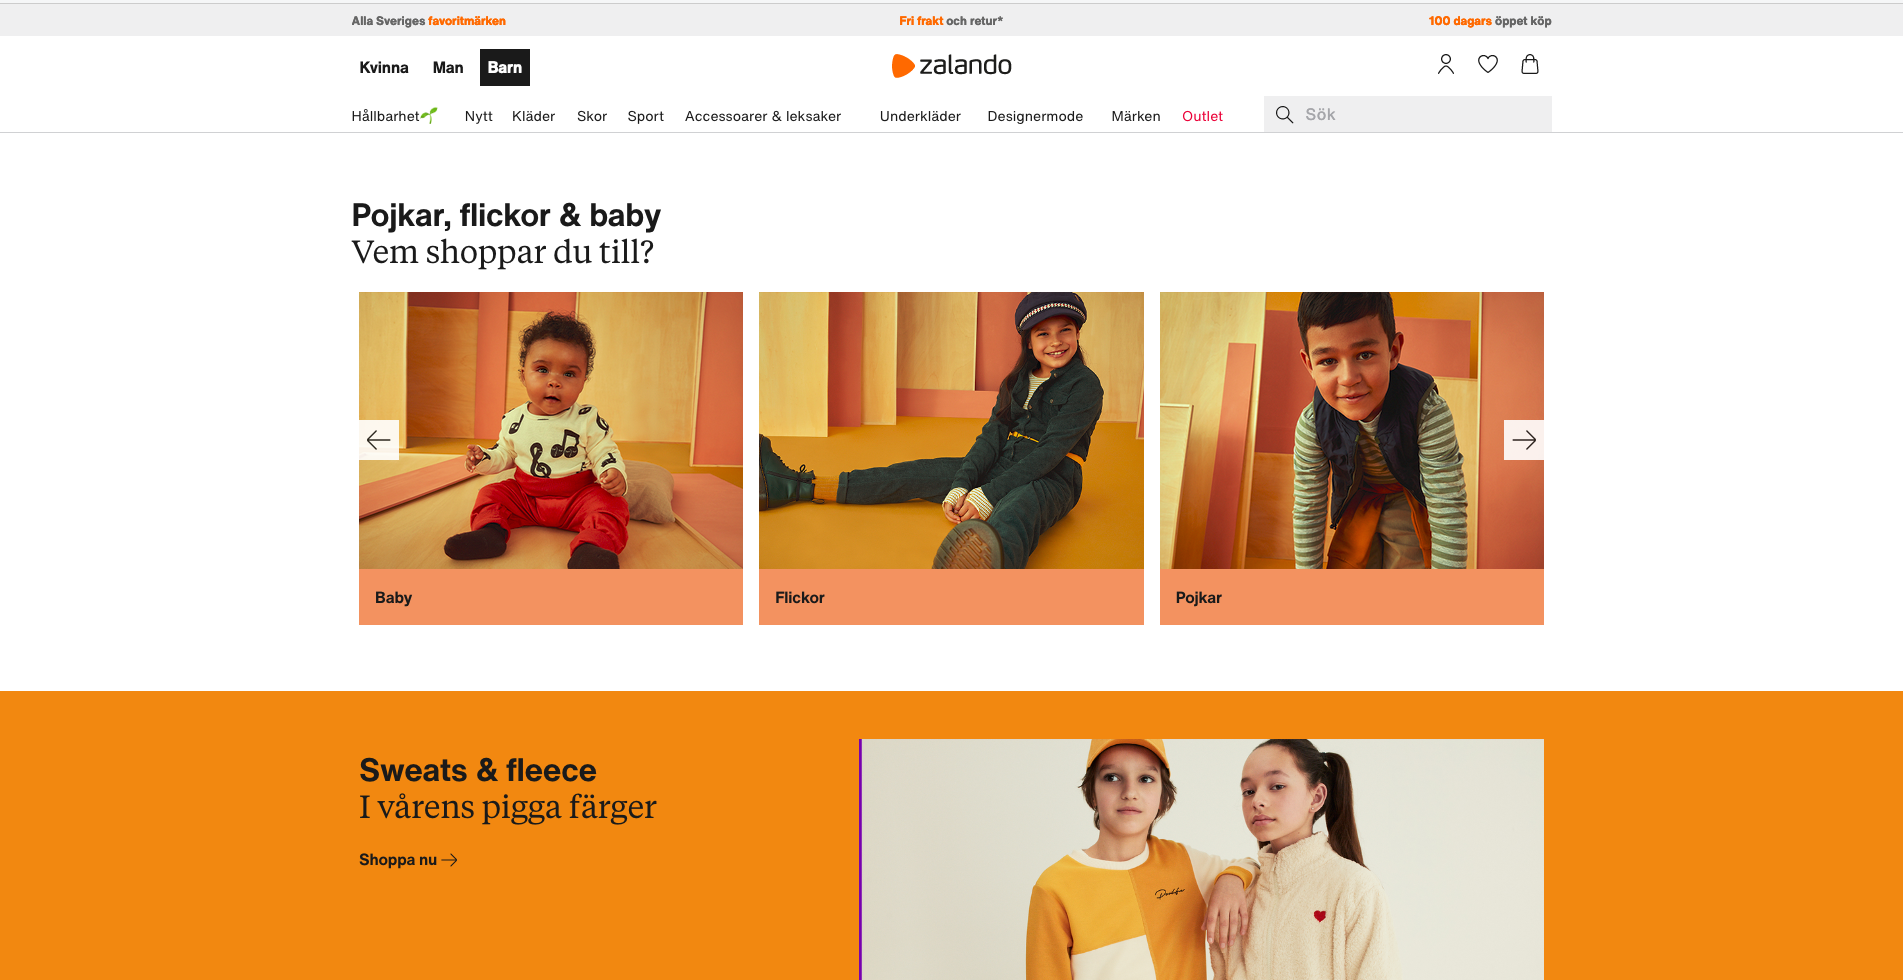 Alla Sveriges favoritmärken
Fri frakt och retur*
100 dagars öppet köp
Kvinna Man Barn
zalando
Hållbarhet Nytt Kläder Skor Sport Accessoarer & leksaker Underkläder Designermode Märken Outlet
Sök
Pojkar, flickor & baby
Vem shoppar du till?
Baby
Flickor
Pojkar
Sweats & fleece
I vårens pigga färger
Shoppa nu